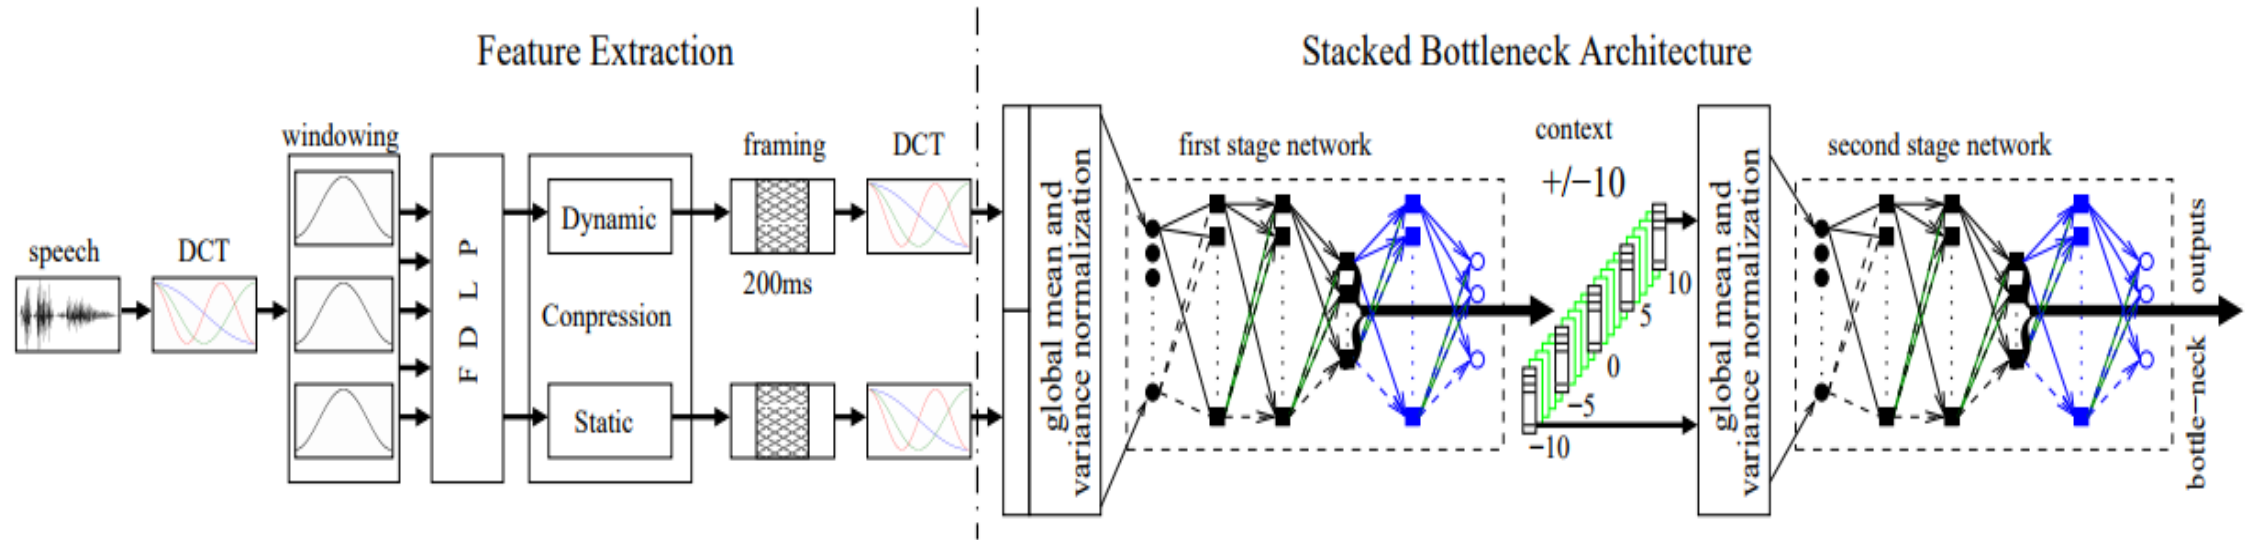 Feature Extraction
Stacked Bottleneck Architecture
speech
DCT
windowing
F D L P
Dynamic
Conpression
Static
framing
200ms
DCT
global mean and
variance normalization
first stage network
context
+/−10
10
5
0
−5
−10
global mean and
variance normalization
second stage network
bottle−neck outputs